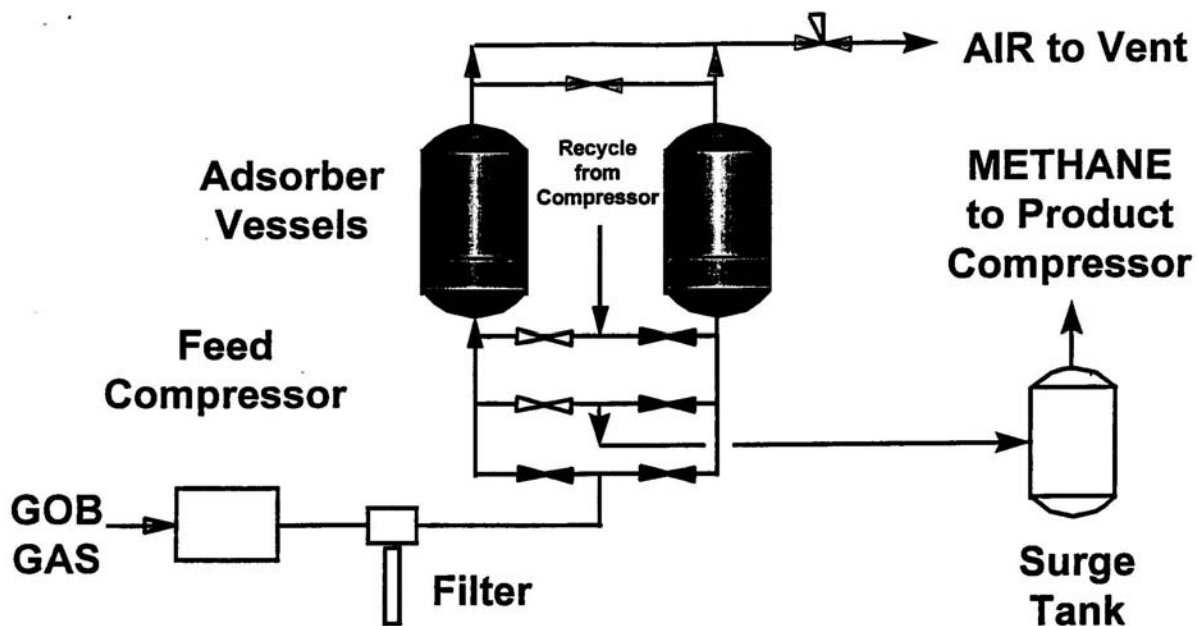 AIR to Vent
Recycle
from
Compressor
Adsorber
Vessels
METHANE
to Product
Compressor
Feed
Compressor
GOB
GAS
Filter
Surge
Tank